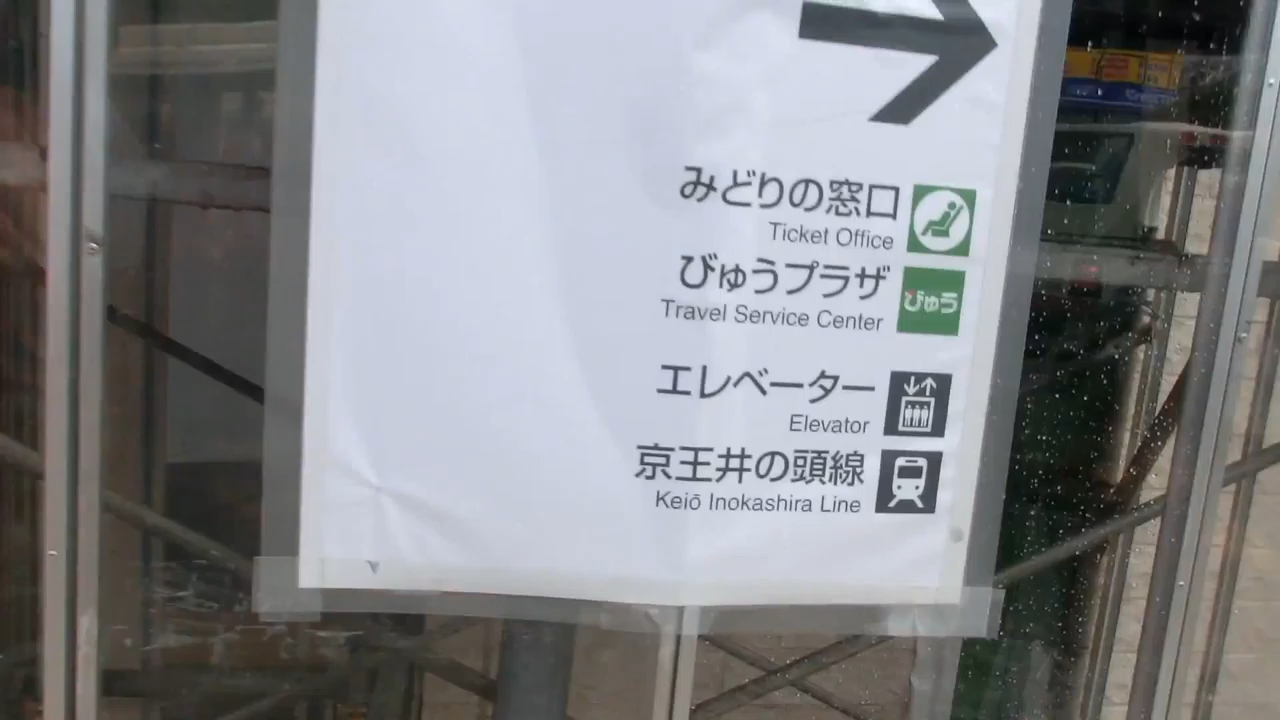 みどりの窓口
Ticket Office
びゅうプラザ
びゅう
Travel Service Center
エレベーター
Elevator
京王井の頭線
Keiō Inokashira Line